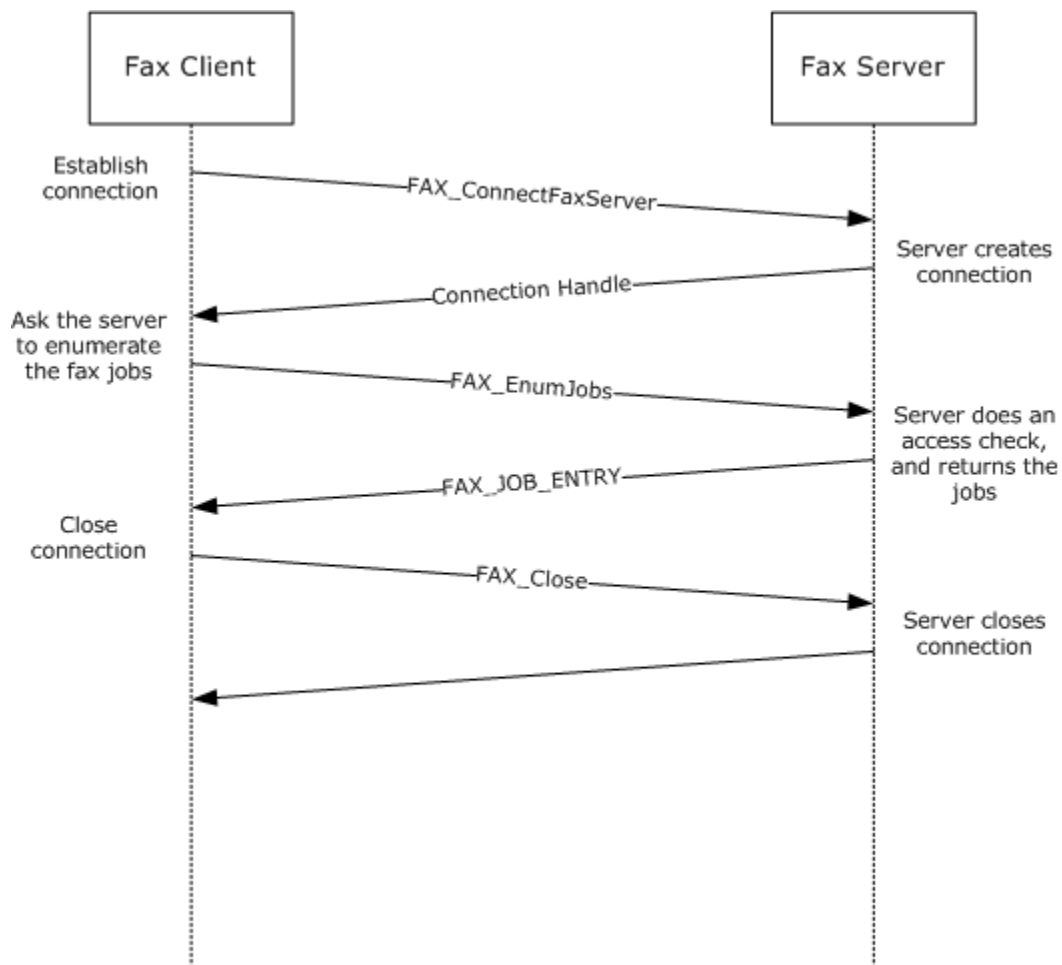 Fax Client
Fax Server
Establish
connection
FAX_ConnectFaxServer
Server creates
connection
Connection Handle
Ask the server
to enumerate
the fax jobs
FAX_EnumJobs
Server does an
access check,
and returns the
jobs
FAX_JOB_ENTRY
Close
connection
FAX_Close
Server closes
connection